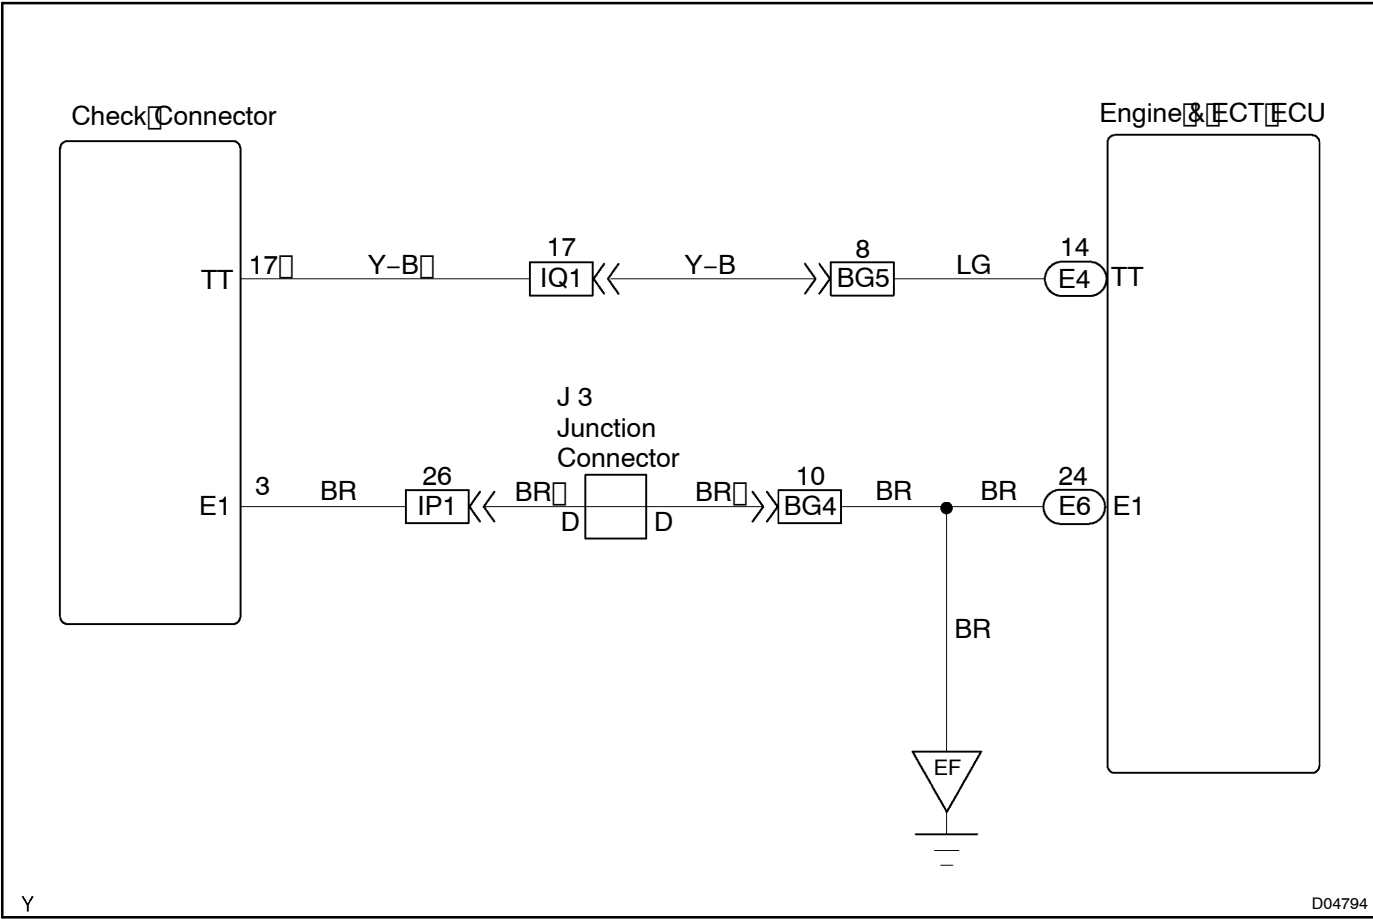 Check Connector
Engine & ECT ECU
TT
17
Y-B
17
IQ1
Y-B
8
BG5
LG
14
E4
TT
J 3
Junction
Connector
E1
3
BR
26
IP1
BR
D
D
BR
10
BG4
BR
BR
24
E6
E1
BR
EF
Y
D04794